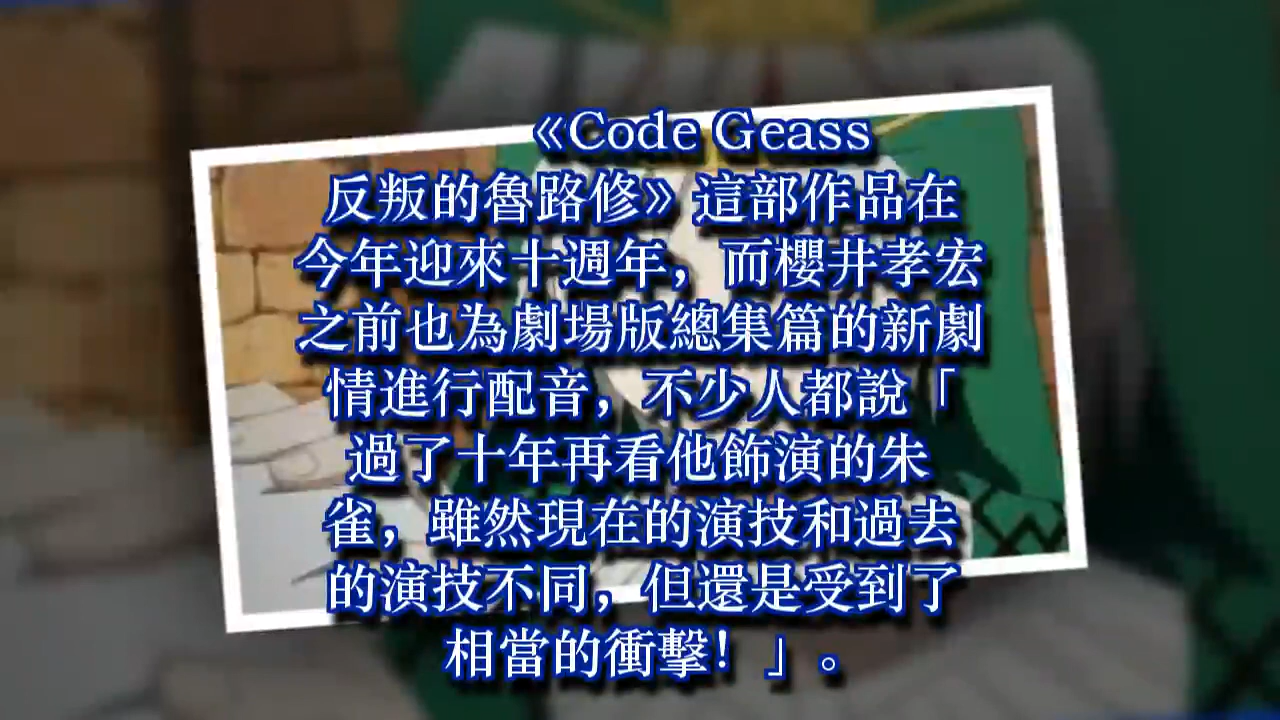 《Code Geass
反叛的魯路修》這部作品在
今年迎來十週年，而櫻井孝宏
之前也為劇場版總集篇的新劇
情進行配音，不少人都說「
過了十年再看他飾演的朱
雀，雖然現在的演技和過去
的演技不同，但還是受到了
相當的衝擊！」。